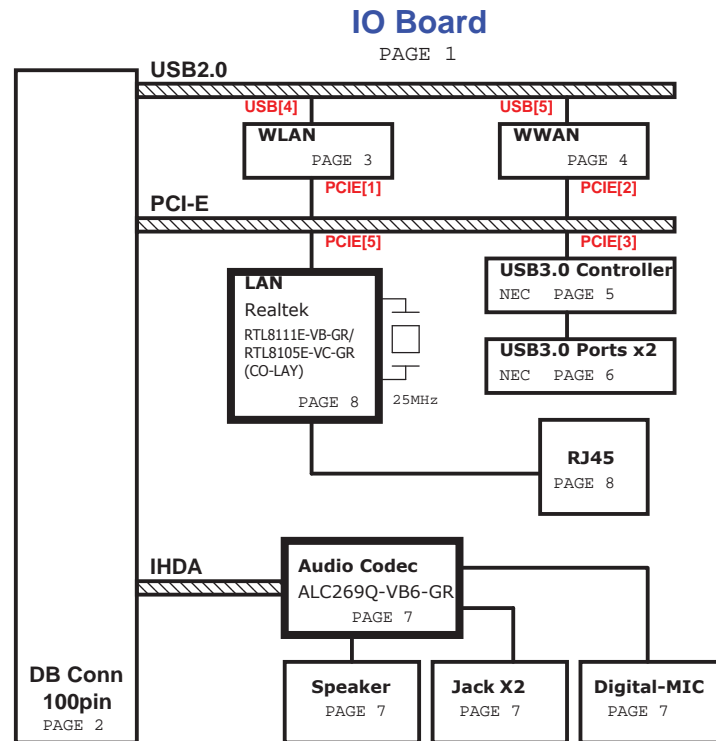 IO Board
PAGE 1
USB2.0
USB[4]
USB[5]
WLAN
PAGE 3
WWAN
PAGE 4
PCIE[1]
PCIE[2]
PCI-E
PCIE[5]
PCIE[3]
LAN
Realtek
RTL8111E-VB-GR/
RTL8105E-VC-GR
(CO-LAY)
PAGE 8
25MHz
USB3.0 Controller
NEC PAGE 5
USB3.0 Ports x2
NEC PAGE 6
RJ45
PAGE 8
IHDA
Audio Codec
ALC269Q-VB6-GR
PAGE 7
DB Conn
100pin
PAGE 2
Speaker
PAGE 7
Jack X2
PAGE 7
Digital-MIC
PAGE 7